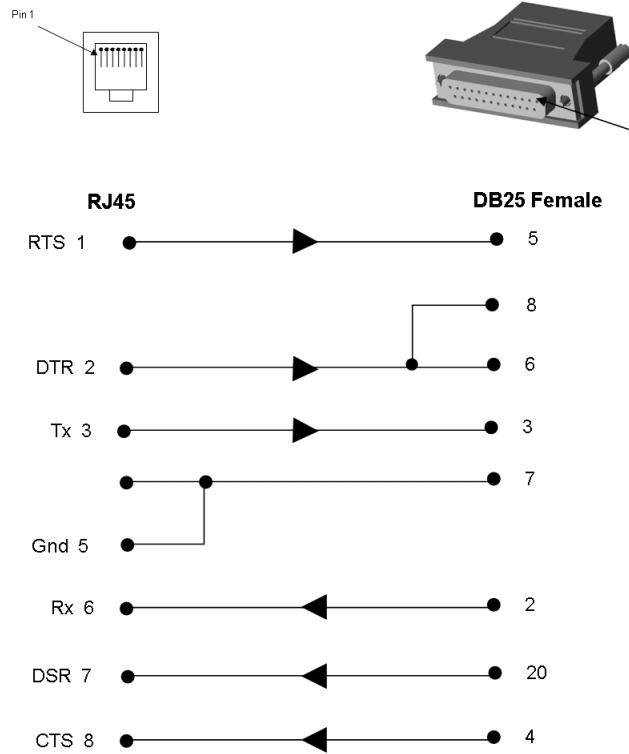 Pin 1
RJ45 DB25 Female
RTS 1 5
8
DTR 2 6
Tx 3 3
7
Gnd 5
Rx 6 2
DSR 7 20
CTS 8 4